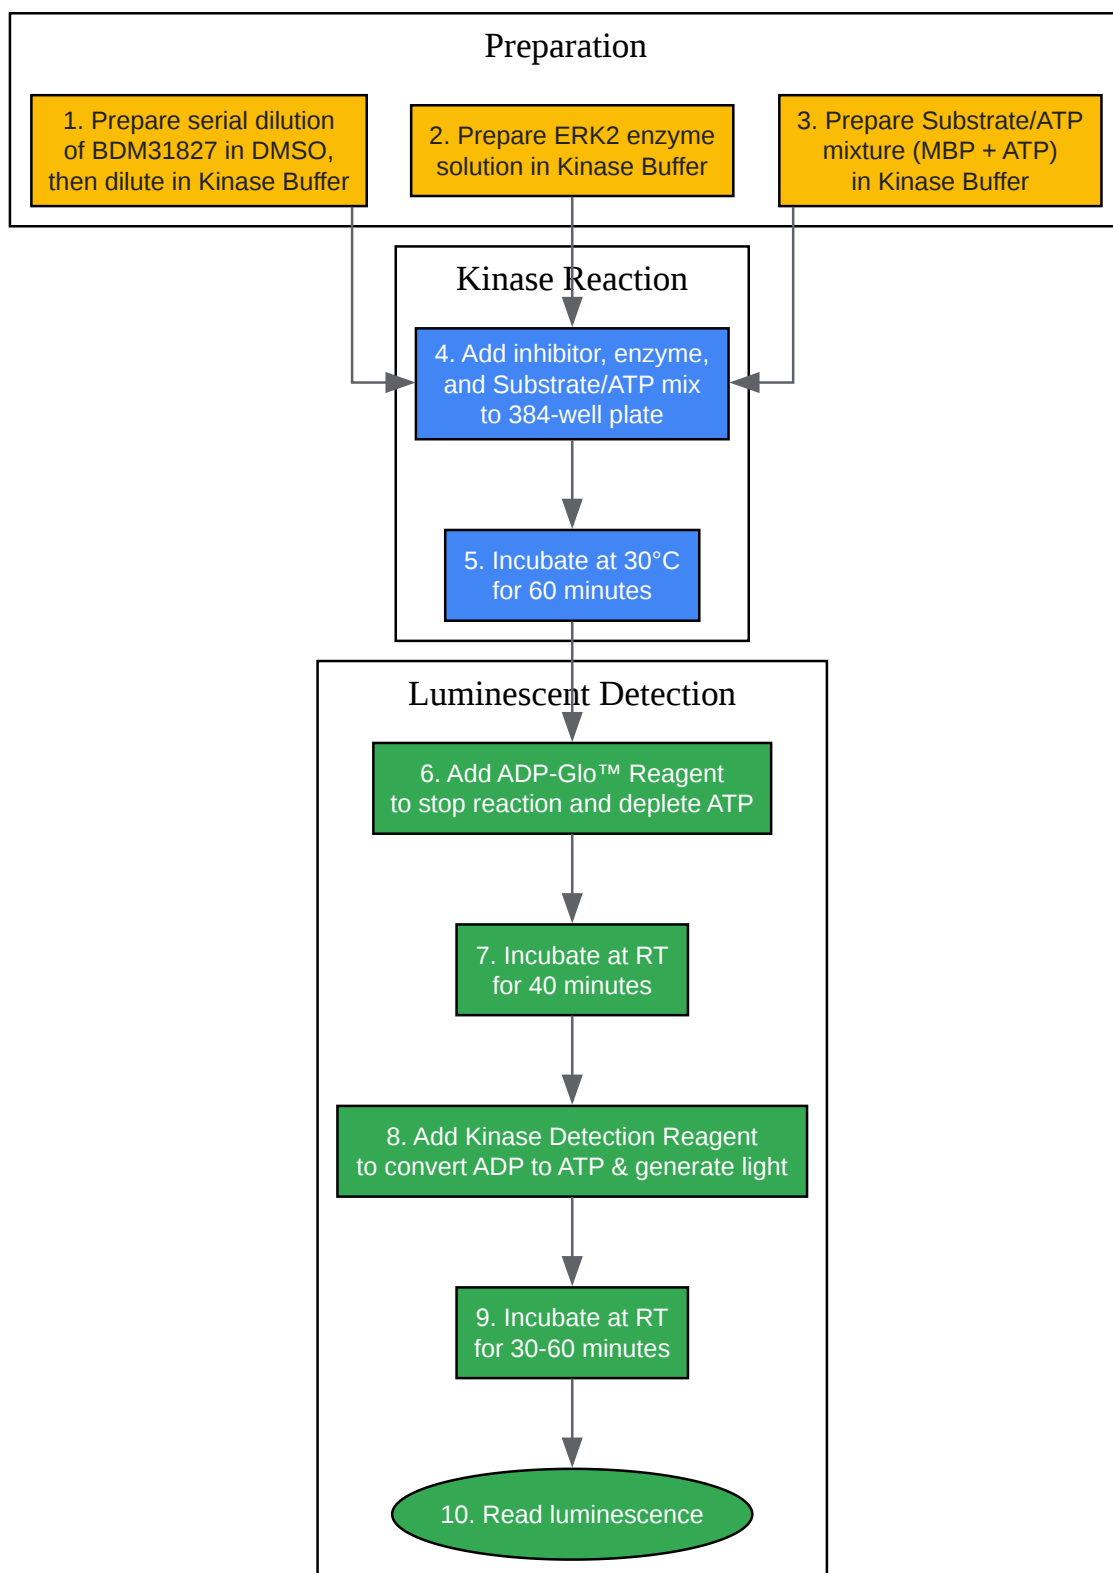 Preparation
1. Prepare serial dilution
of BDM31827 in DMSO,
then dilute in Kinase Buffer
2. Prepare ERK2 enzyme
solution in Kinase Buffer
3. Prepare Substrate/ATP
mixture (MBP + ATP)
in Kinase Buffer
Kinase Reaction
4. Add inhibitor, enzyme,
and Substrate/ATP mix
to 384-well plate
5. Incubate at 30°C
for 60 minutes
Luminescent Detection
6. Add ADP-Glo™ Reagent
to stop reaction and deplete ATP
7. Incubate at RT
for 40 minutes
8. Add Kinase Detection Reagent
to convert ADP to ATP & generate light
9. Incubate at RT
for 30-60 minutes
10. Read luminescence